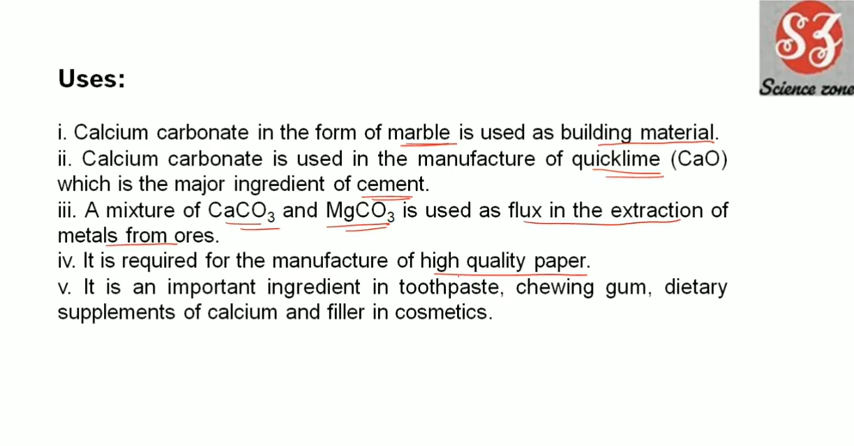 SZ
Science zone
Uses:
i. Calcium carbonate in the form of marble is used as building material.
ii. Calcium carbonate is used in the manufacture of quicklime (CaO)
which is the major ingredient of cement.
iii. A mixture of CaCO₃ and MgCO₃ is used as flux in the extraction of
metals from ores.
iv. It is required for the manufacture of high quality paper.
v. It is an important ingredient in toothpaste, chewing gum, dietary
supplements of calcium and filler in cosmetics.